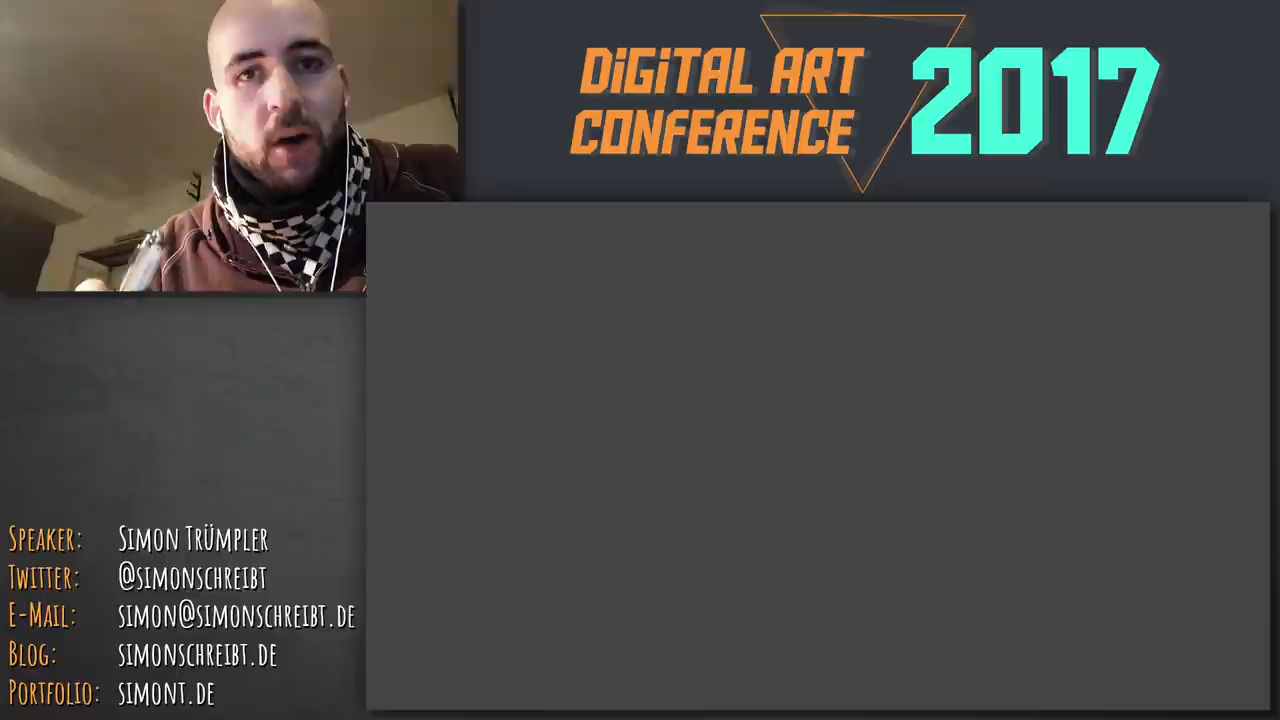 DiGiTAL ART
CONFERENCE
2017
SPEAKER: SIMON TRÜMPLER
TWITTER: @SIMONSCHREIBT
E-MAIL: SIMON@SIMONSCHREIBT.DE
BLOG: SIMONSCHREIBT.DE
PORTFOLIO: SIMONT.DE